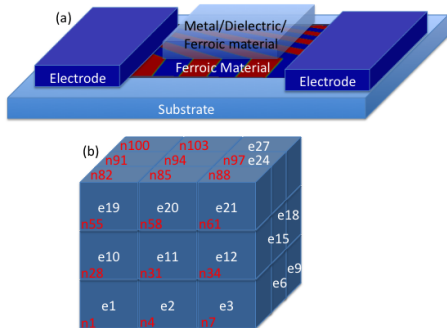 (a)
Metal/Dielectric/
Ferroic material
Electrode
Ferroic Material
Electrode
Substrate
(b)
n100 n103 e27
n91 n94 n97 e24
n82 n85 n88
e19 e20 e21
n55 n58 n61
e18
e10 e11 e12
e15
n28 n31 n34
e9
e6
e1 e2 e3
n1 n4 n7